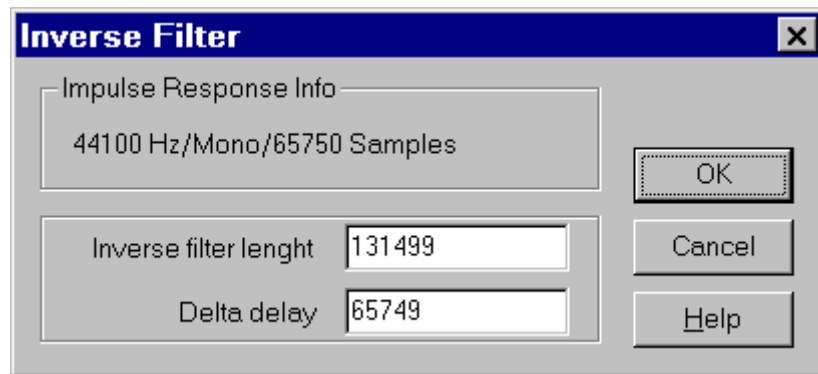 Inverse Filter
Impulse Response Info
44100 Hz/Mono/65750 Samples
OK
Inverse filter lenght 131499
Cancel
Delta delay 65749
Help